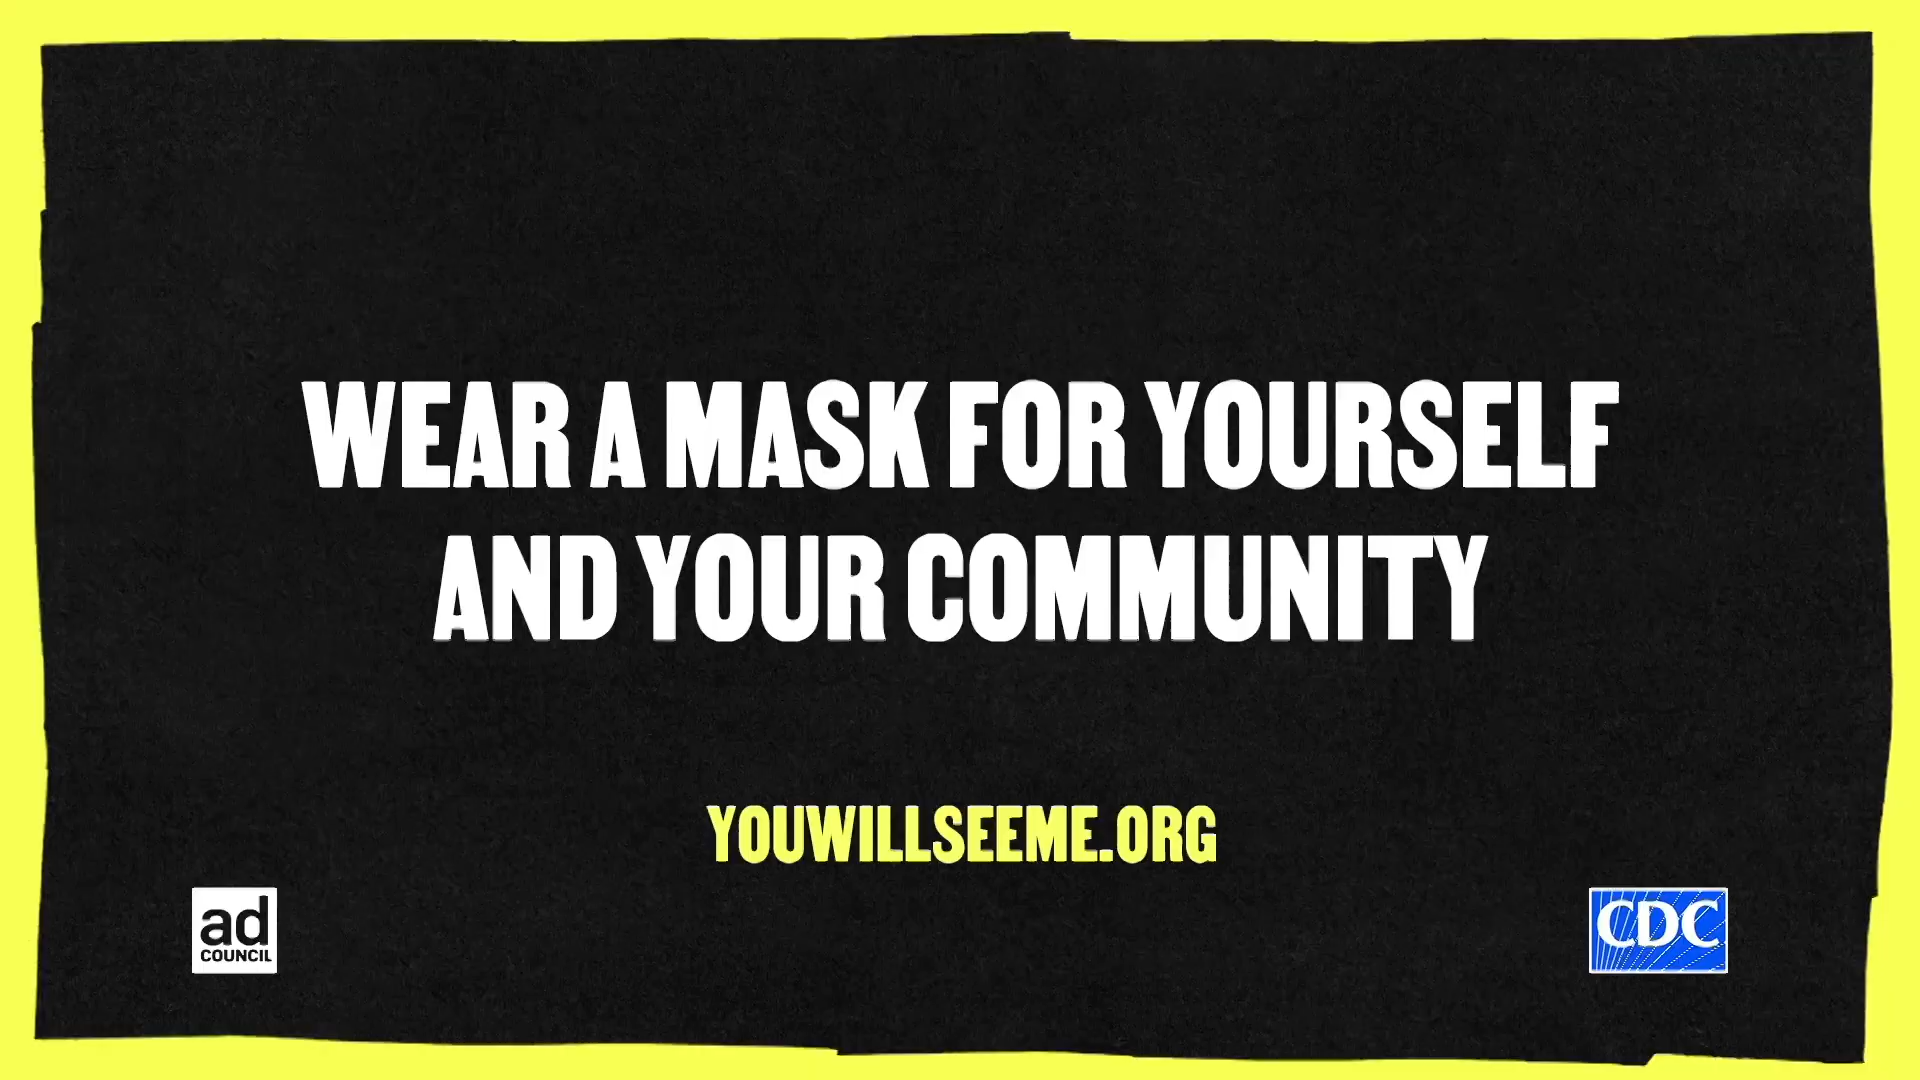 WEAR A MASK FOR YOURSELF
AND YOUR COMMUNITY
YOUWILLSEEME.ORG
ad
COUNCIL
CDC